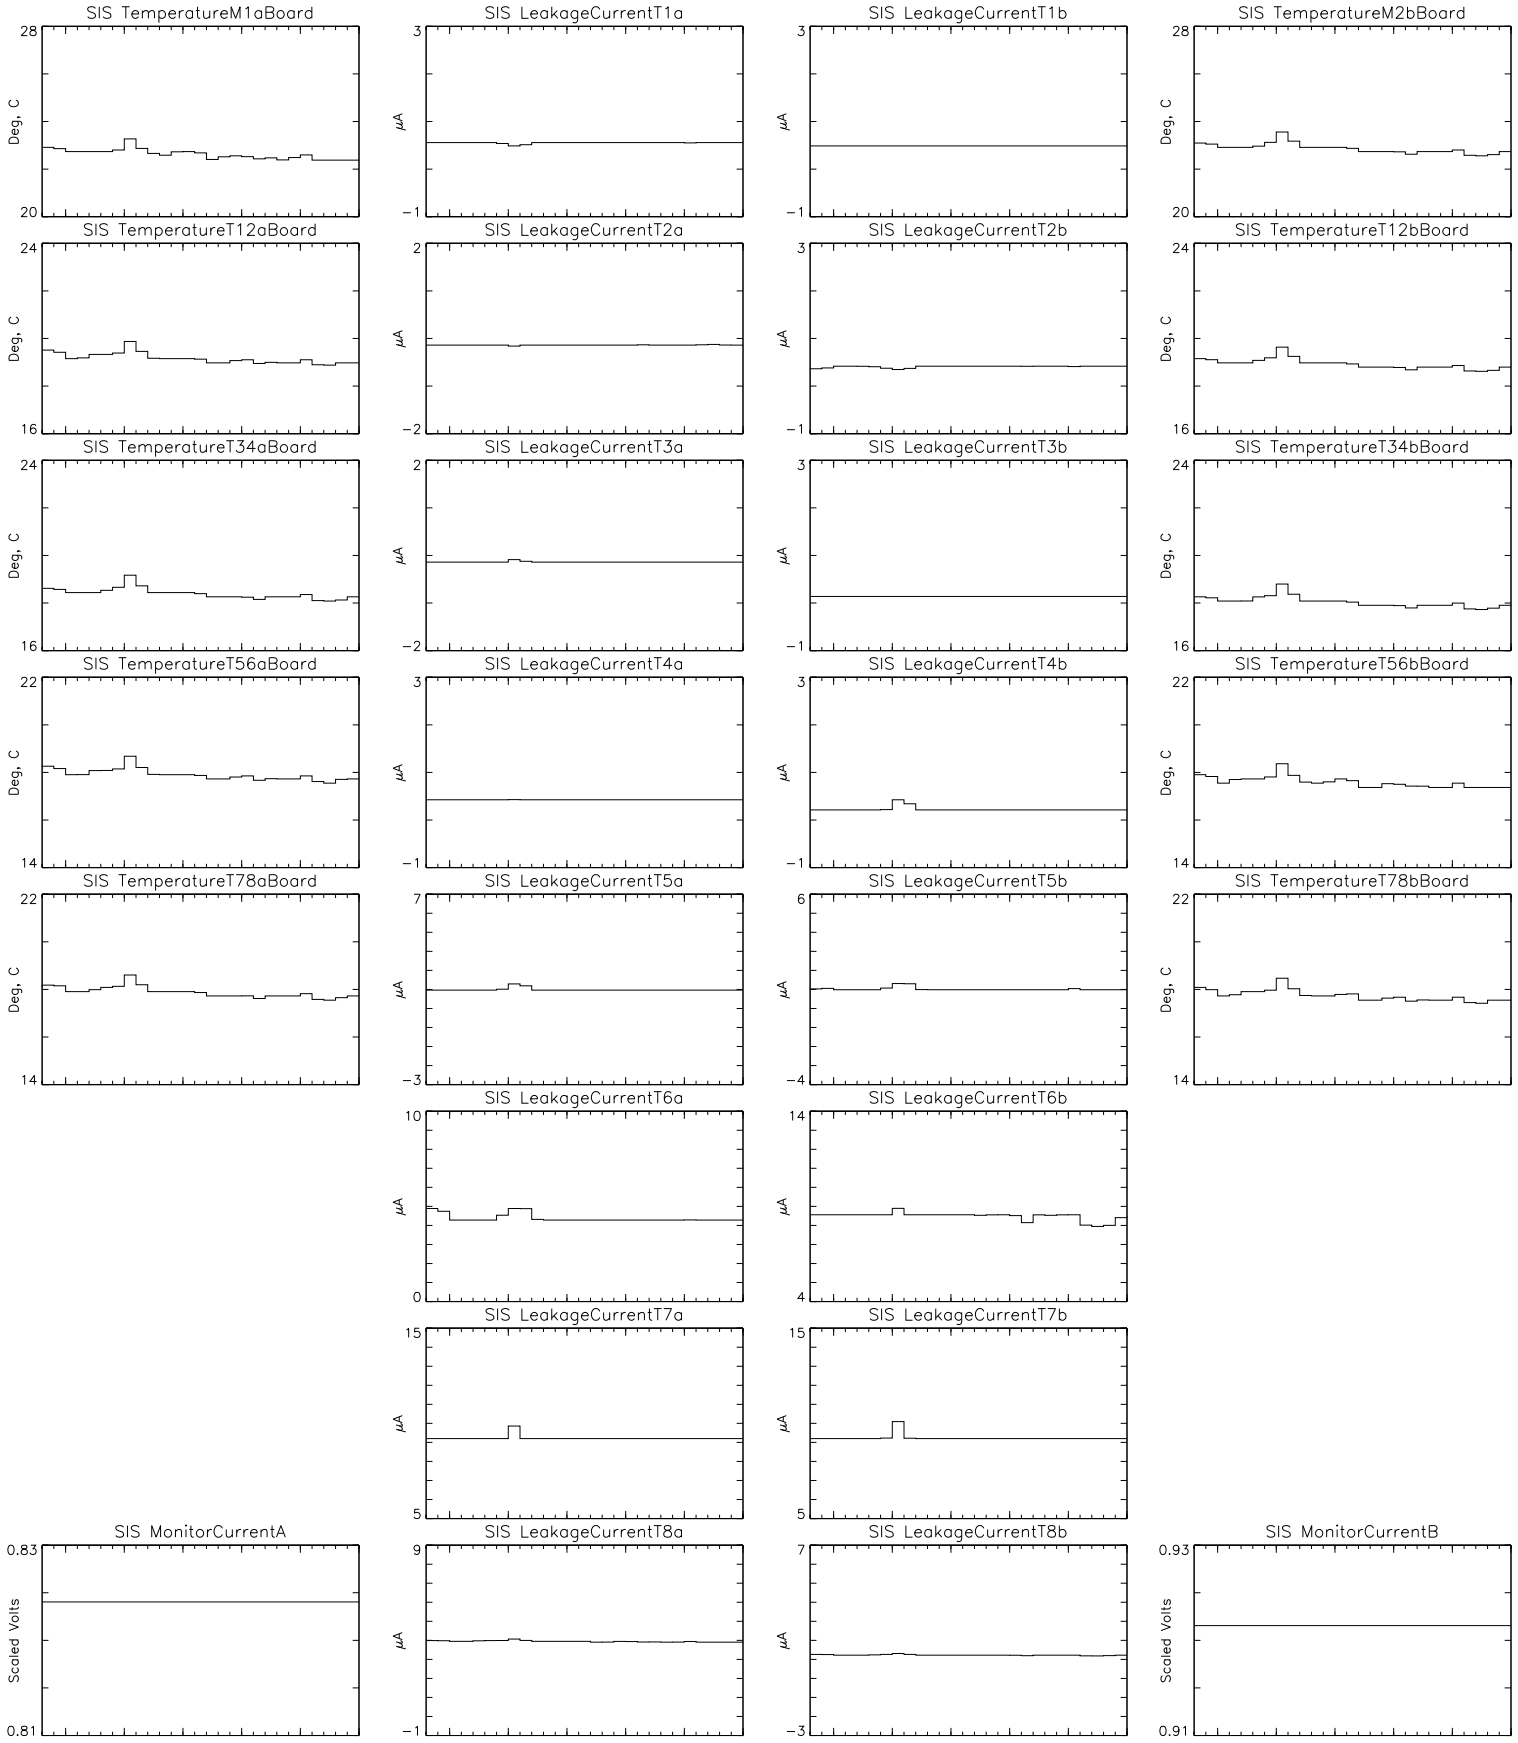 SIS TemperatureM1aBoard
28
Deg, C
20
SIS LeakageCurrentT1a
3
μA
−1
SIS LeakageCurrentT1b
3
μA
−1
SIS TemperatureM2bBoard
28
Deg, C
20
SIS TemperatureT12aBoard
24
Deg, C
16
SIS LeakageCurrentT2a
2
μA
−2
SIS LeakageCurrentT2b
3
μA
−1
SIS TemperatureT12bBoard
24
Deg, C
16
SIS TemperatureT34aBoard
24
Deg, C
16
SIS LeakageCurrentT3a
2
μA
−2
SIS LeakageCurrentT3b
3
μA
−1
SIS TemperatureT34bBoard
24
Deg, C
16
SIS TemperatureT56aBoard
22
Deg, C
14
SIS LeakageCurrentT4a
3
μA
−1
SIS LeakageCurrentT4b
3
μA
−1
SIS TemperatureT56bBoard
22
Deg, C
14
SIS TemperatureT78aBoard
22
Deg, C
14
SIS LeakageCurrentT5a
7
μA
−3
SIS LeakageCurrentT5b
6
μA
−4
SIS TemperatureT78bBoard
22
Deg, C
14
SIS LeakageCurrentT6a
10
μA
0
SIS LeakageCurrentT6b
14
μA
4
SIS LeakageCurrentT7a
15
μA
5
SIS LeakageCurrentT7b
15
μA
5
SIS MonitorCurrentA
0.83
Scaled Volts
0.81
SIS LeakageCurrentT8a
9
μA
−1
SIS LeakageCurrentT8b
7
μA
−3
SIS MonitorCurrentB
0.93
Scaled Volts
0.91